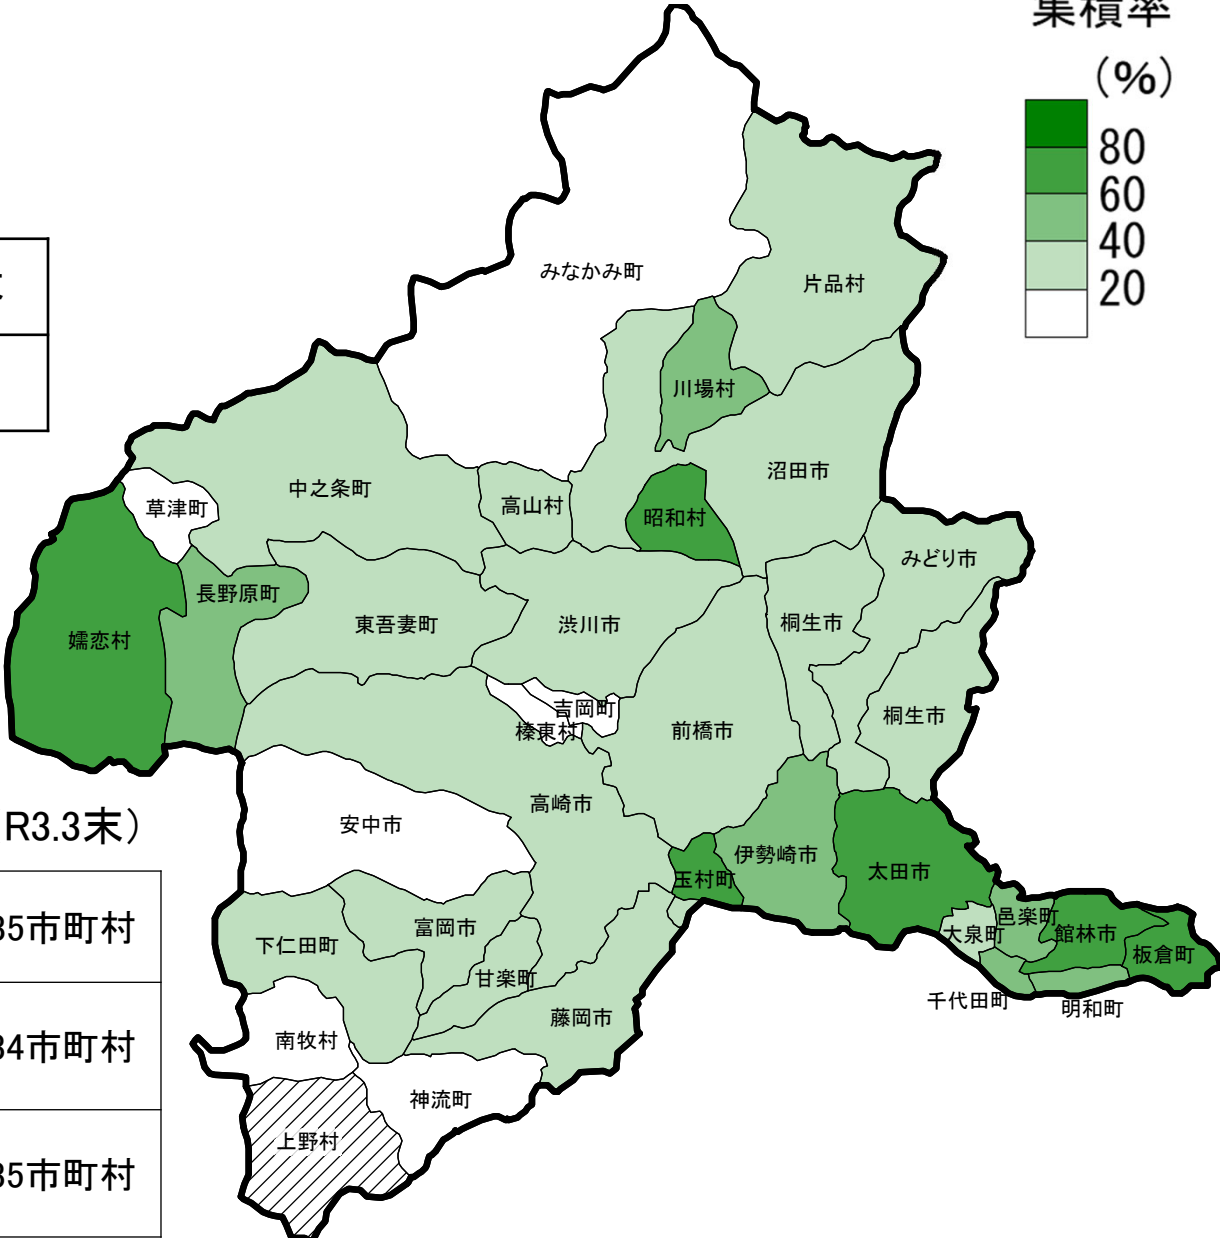 集積率
(%)
80
60
40
20
みなかみ町
片品村
川場村
沼田市
中之条町
草津町
高山村
昭和村
みどり市
長野原町
東吾妻町
渋川市
桐生市
嬬恋村
吉岡町
榛東村
前橋市
桐生市
高崎市
安中市
伊勢崎市
玉村町
太田市
邑楽町
大泉町
館林市
板倉町
富岡市
下仁田町
甘楽町
千代田町
明和町
藤岡市
南牧村
神流町
上野村
R3.3末）
35市町村
34市町村
35市町村